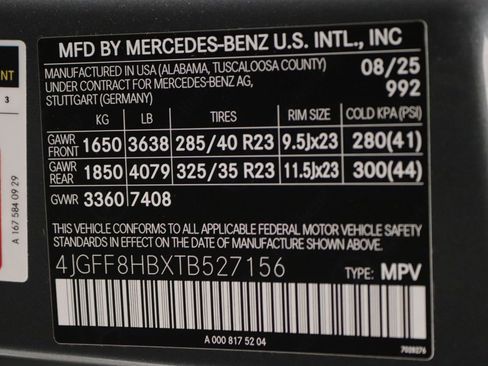 MFD BY MERCEDES-BENZ U.S. INTL., INC
MANUFACTURED IN USA (ALABAMA, TUSCALOOSA COUNTY) 08/25
UNDER CONTRACT FOR MERCEDES-BENZ AG, 992
STUTTGART (GERMANY)
KG LB TIRES RIM SIZE COLD KPA (PSI)
GAWR FRONT 1650 3638 285/40 R23 9.5Jx23 280(41)
GAWR REAR 1850 4079 325/35 R23 11.5Jx23 300(44)
GVWR 3360 7408
THIS VEHICLE CONFORMS TO ALL APPLICABLE FEDERAL MOTOR VEHICLE SAFETY
STANDARDS IN EFFECT ON THE DATE OF MANUFACTURE SHOWN ABOVE.
4JGFF8HBXTB527156 TYPE: MPV
A 000 817 52 04
7028276
3
A 167 584 09 29